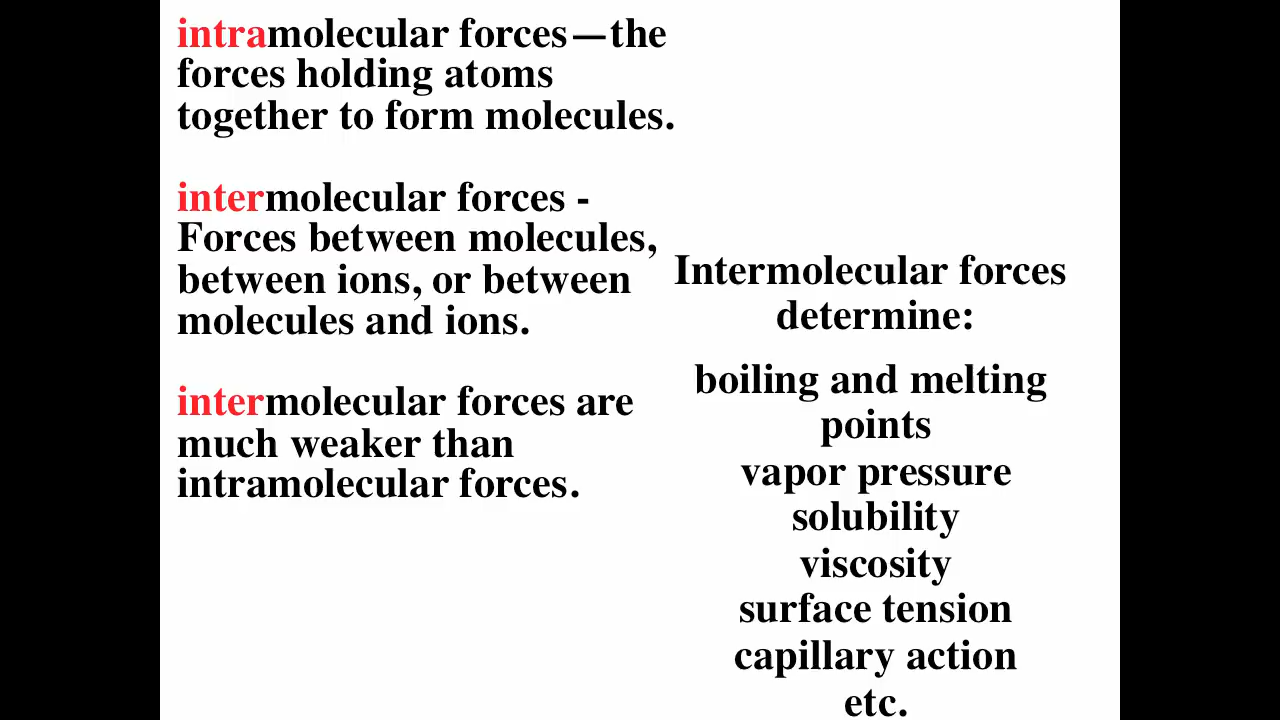 intramolecular forces—the
forces holding atoms
together to form molecules.
intermolecular forces -
Forces between molecules,
between ions, or between
molecules and ions.
intermolecular forces are
much weaker than
intramolecular forces.
Intermolecular forces
determine:
boiling and melting
points
vapor pressure
solubility
viscosity
surface tension
capillary action
etc.